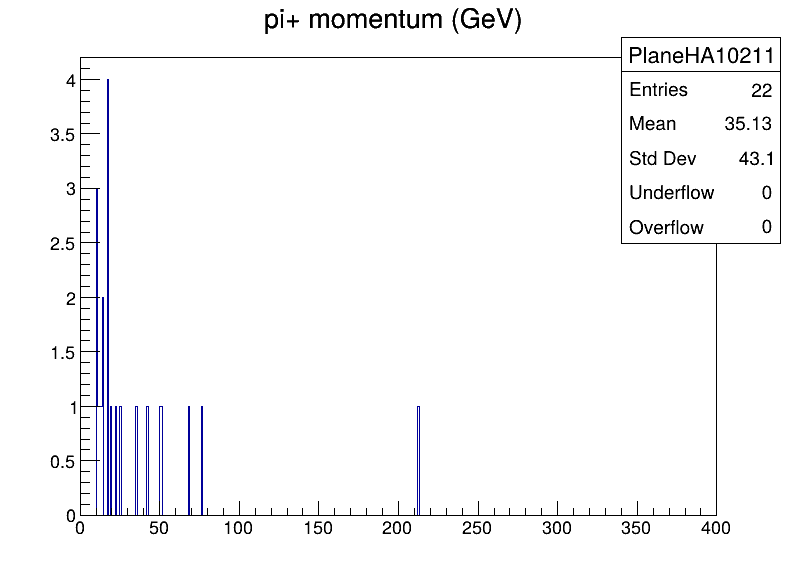 pi+ momentum (GeV)
PlaneHA10211
Entries 22
Mean 35.13
Std Dev 43.1
Underflow 0
Overflow 0
4
3.5
3
2.5
2
1.5
1
0.5
0
0 50 100 150 200 250 300 350 400